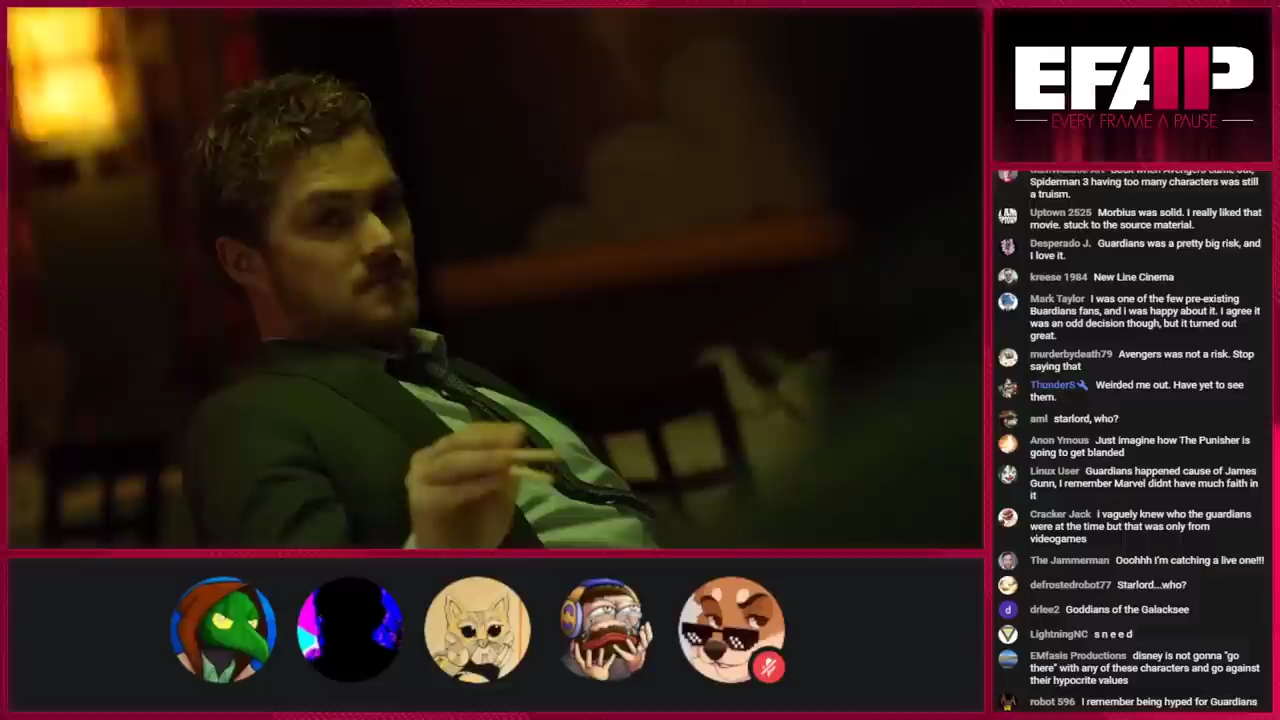 EFAP
EVERY FRAME A PAUSE
Spiderman 3 having too many characters was still
a truism.
Uptown 2525 Morbius was solid. I really liked that
movie. stuck to the source material.
Desperado J. Guardians was a pretty big risk, and
I love it.
kreese 1984 New Line Cinema
Mark Taylor I was one of the few pre-existing
Buardians fans, and i was happy about it. I agree it
was an odd decision though, but it turned out
great.
murderbydeath79 Avengers was not a risk. Stop
saying that
ThunderS Weirded me out. Have yet to see
them.
aml starlord, who?
Anon Ymous Just imagine how The Punisher is
going to get blanded
Linux User Guardians happened cause of James
Gunn, I remember Marvel didnt have much faith in
it
Cracker Jack i vaguely knew who the guardians
were at the time but that was only from
videogames
The Jammerman Ooohhh I'm catching a live one!!!
defrostedrobot77 Starlord...who?
d drlee2 Goddians of the Galacksee
LightningNC s n e e d
EMfasis Productions disney is not gonna "go
there" with any of these characters and go against
their hypocrite values
robot 596 I remember being hyped for Guardians